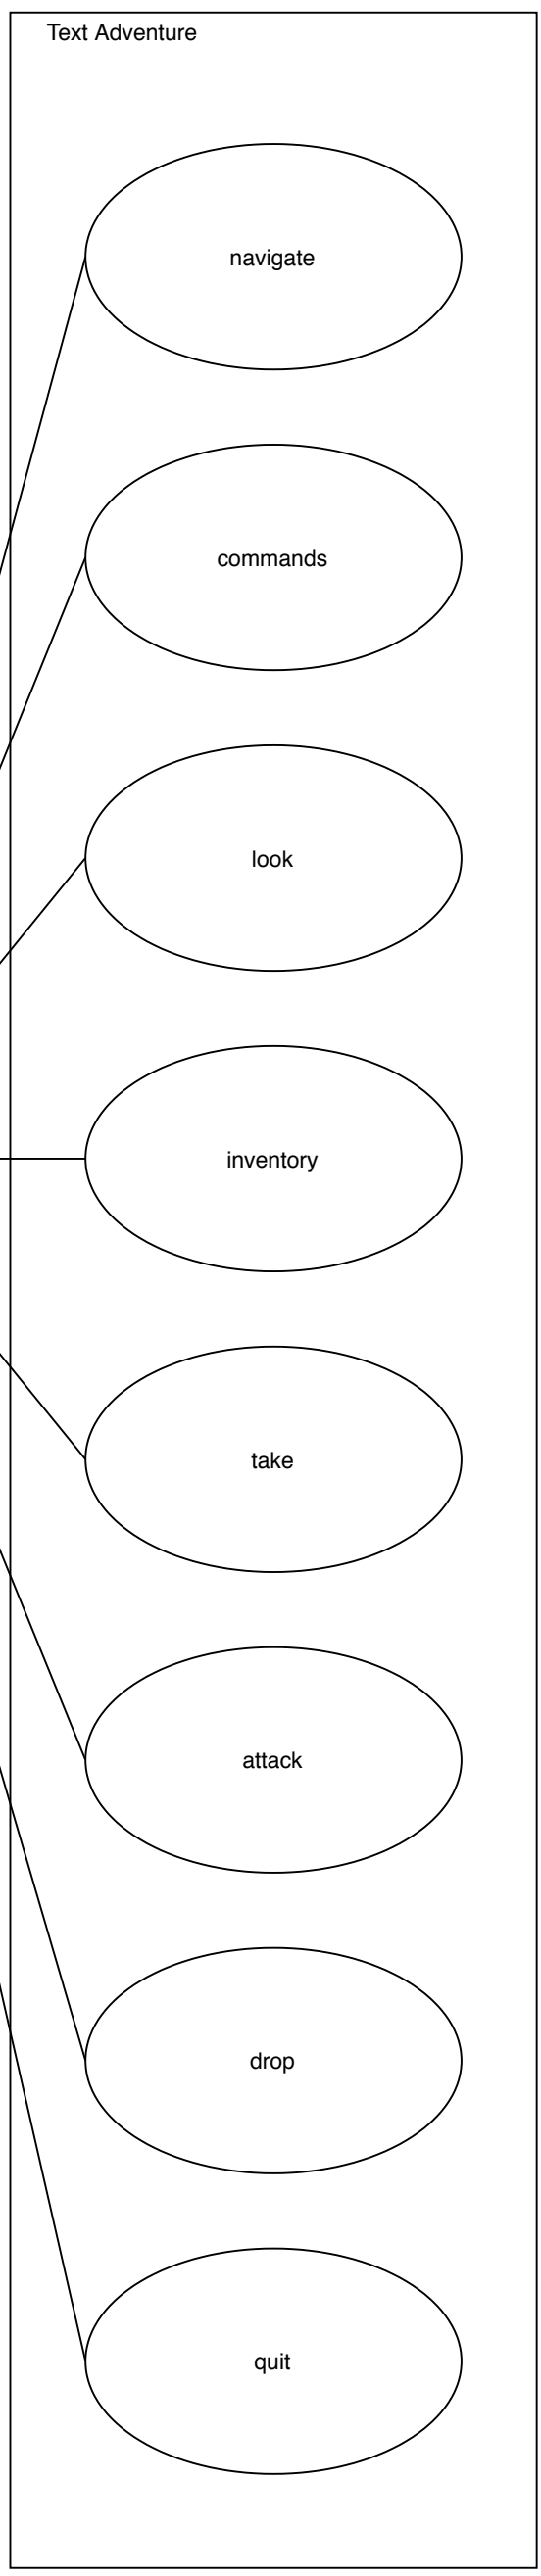 Text Adventure
navigate
commands
look
inventory
take
attack
drop
quit